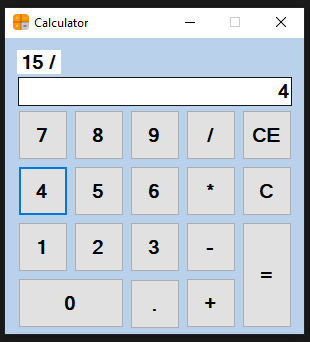 Calculator
15 /
4
7 8 9 / CE
4 5 6 * C
1 2 3 - =
0 . +